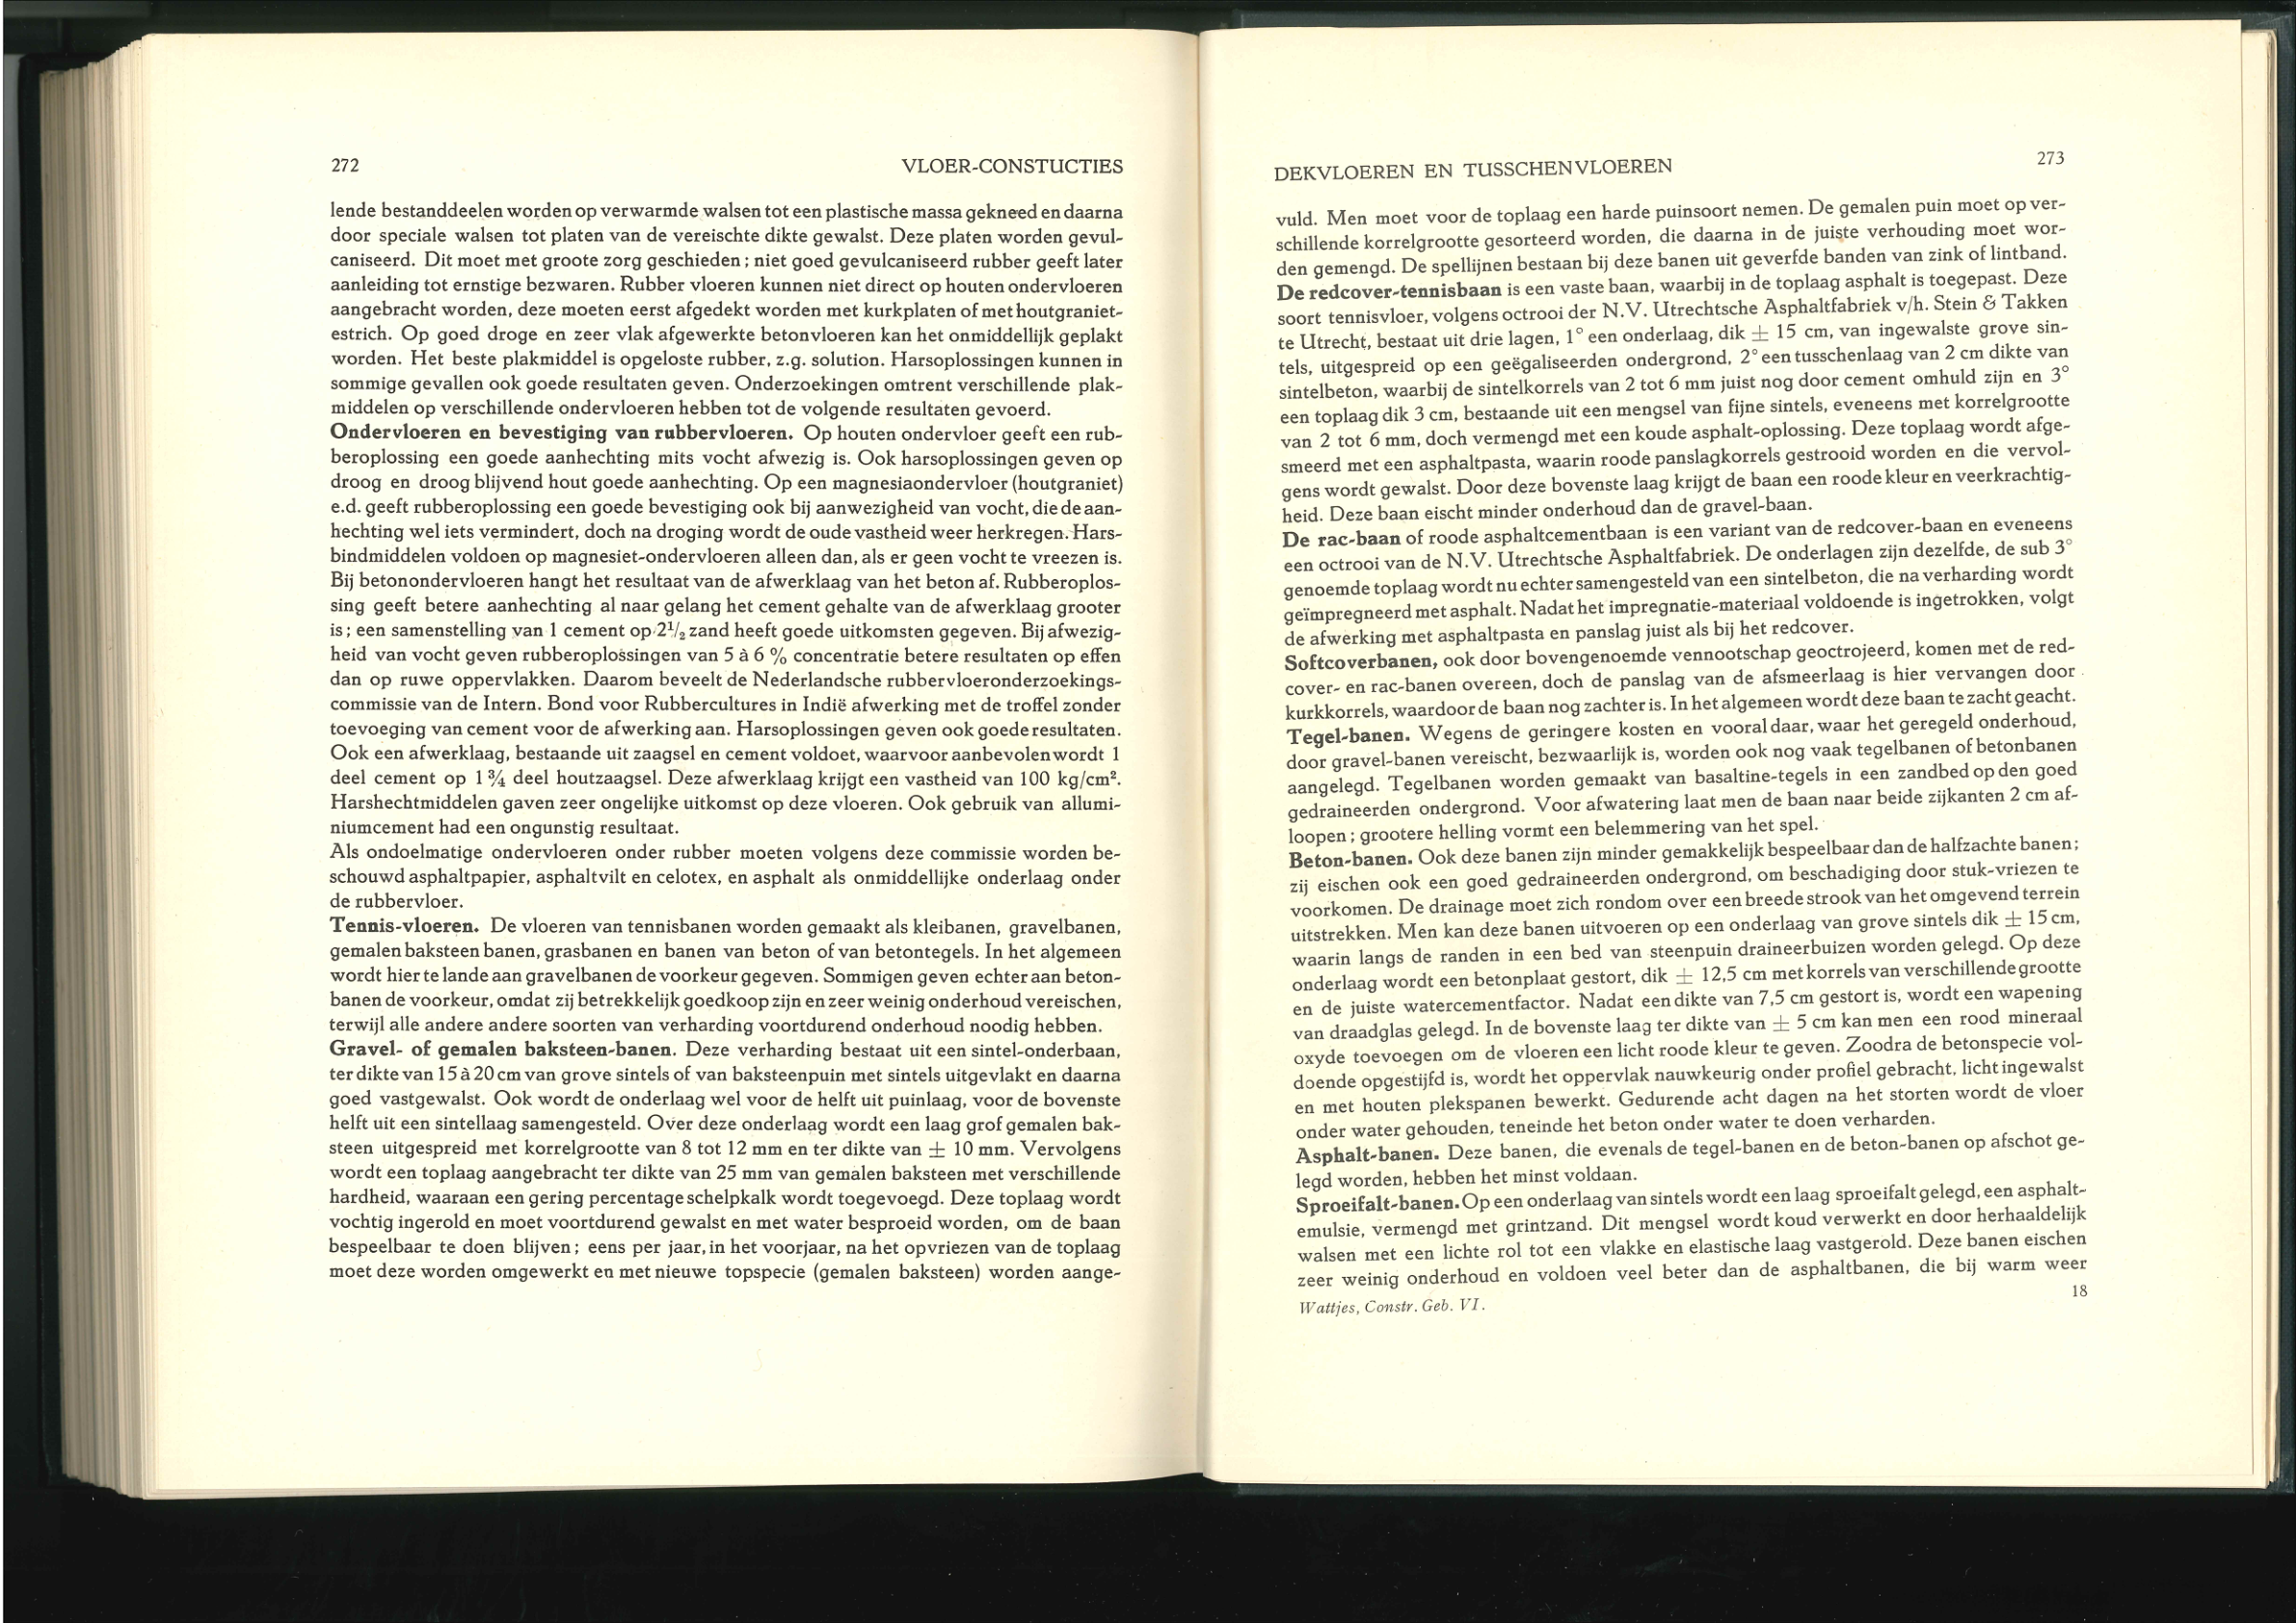 272
VLOER-CONSTUCTIES
lende bestanddeelen worden op verwarmde walsen tot een plastische massa gekneed en daarna
door speciale walsen tot platen van de vereischte dikte gewalst. Deze platen worden gevul-
caniseerd. Dit moet met groote zorg geschieden; niet goed gevulcaniseerd rubber geeft later
aanleiding tot ernstige bezwaren. Rubber vloeren kunnen niet direct op houten ondervloeren
aangebracht worden, deze moeten eerst afgedekt worden met kurkplaten of met houtgraniet-
estrich. Op goed droge en zeer vlak afgewerkte betonvloeren kan het onmiddellijk geplakt
worden. Het beste plakmiddel is opgeloste rubber, z.g. solution. Harsoplossingen kunnen in
sommige gevallen ook goede resultaten geven. Onderzoekingen omtrent verschillende plak-
middelen op verschillende ondervloeren hebben tot de volgende resultaten gevoerd.
Ondervloeren en bevestiging van rubbervloeren. Op houten ondervloer geeft een rub-
beroplossing een goede aanhechting mits vocht afwezig is. Ook harsoplossingen geven op
droog en droog blijvend hout goede aanhechting. Op een magnesiaondervloer (houtgraniet)
e.d. geeft rubberoplossing een goede bevestiging ook bij aanwezigheid van vocht, die de aan-
hechting wel iets vermindert, doch na droging wordt de oude vastheid weer herkregen. Hars-
bindmiddelen voldoen op magnesiet-ondervloeren alleen dan, als er geen vocht te vreezen is.
Bij betonondervloeren hangt het resultaat van de afwerklaag van het beton af. Rubberoplos-
sing geeft betere aanhechting al naar gelang het cement gehalte van de afwerklaag grooter
is; een samenstelling van 1 cement op 2½ zand heeft goede uitkomsten gegeven. Bij afwezig-
heid van vocht geven rubberoplossingen van 5 à 6 % concentratie betere resultaten op effen
dan op ruwe oppervlakken. Daarom beveelt de Nederlandsche rubbervloeronderzoekings-
commissie van de Intern. Bond voor Rubbercultures in Indië afwerking met de troffel zonder
toevoeging van cement voor de afwerking aan. Harsoplossingen geven ook goede resultaten.
Ook een afwerklaag, bestaande uit zaagsel en cement voldoet, waarvoor aanbevolen wordt 1
deel cement op 1¾ deel houtzaagsel. Deze afwerklaag krijgt een vastheid van 100 kg/cm².
Harshechtmiddelen gaven zeer ongelijke uitkomst op deze vloeren. Ook gebruik van allumi-
niumcement had een ongunstig resultaat.
Als ondoelmatige ondervloeren onder rubber moeten volgens deze commissie worden be-
schouwd asphaltpapier, asphaltvilt en celotex, en asphalt als onmiddellijke onderlaag onder
de rubbervloer.
Tennis-vloeren. De vloeren van tennisbanen worden gemaakt als kleibanen, gravelbanen,
gemalen baksteen banen, grasbanen en banen van beton of van betontegels. In het algemeen
wordt hier te lande aan gravelbanen de voorkeur gegeven. Sommigen geven echter aan beton-
banen de voorkeur, omdat zij betrekkelijk goedkoop zijn en zeer weinig onderhoud vereischen,
terwijl alle andere andere soorten van verharding voortdurend onderhoud noodig hebben.
Gravel- of gemalen baksteen-banen. Deze verharding bestaat uit een sintel-onderbaan,
ter dikte van 15 à 20 cm van grove sintels of van baksteenpuin met sintels uitgevlakt en daarna
goed vastgewalst. Ook wordt de onderlaag wel voor de helft uit puinlaag, voor de bovenste
helft uit een sintellaag samengesteld. Over deze onderlaag wordt een laag grof gemalen bak-
steen uitgespreid met korrelgrootte van 8 tot 12 mm en ter dikte van ± 10 mm. Vervolgens
wordt een toplaag aangebracht ter dikte van 25 mm van gemalen baksteen met verschillende
hardheid, waaraan een gering percentage schelpkalk wordt toegevoegd. Deze toplaag wordt
vochtig ingerold en moet voortdurend gewalst en met water besproeid worden, om de baan
bespeelbaar te doen blijven; eens per jaar, in het voorjaar, na het opvriezen van de toplaag
moet deze worden omgewerkt en met nieuwe topspecie (gemalen baksteen) worden aange-
DEKVLOEREN EN TUSSCHENVLOEREN
273
vuld. Men moet voor de toplaag een harde puinsoort nemen. De gemalen puin moet op ver-
schillende korrelgrootte gesorteerd worden, die daarna in de juiste verhouding moet wor-
den gemengd. De spellijnen bestaan bij deze banen uit geverfde banden van zink of lintband.
De redcover-tennisbaan is een vaste baan, waarbij in de toplaag asphalt is toegepast. Deze
soort tennisvloer, volgens octrooi der N.V. Utrechtsche Asphaltfabriek v/h. Stein & Takken
te Utrecht, bestaat uit drie lagen, 1° een onderlaag, dik ± 15 cm, van ingewalste grove sin-
tels, uitgespreid op een geëgaliseerden ondergrond, 2° een tusschenlaag van 2 cm dikte van
sintelbeton, waarbij de sintelkorrels van 2 tot 6 mm juist nog door cement omhuld zijn en 3°
een toplaag dik 3 cm, bestaande uit een mengsel van fijne sintels, eveneens met korrelgrootte
van 2 tot 6 mm, doch vermengd met een koude asphalt-oplossing. Deze toplaag wordt afge-
smeerd met een asphaltpasta, waarin roode panslagkorrels gestrooid worden en die vervol-
gens wordt gewalst. Door deze bovenste laag krijgt de baan een roode kleur en veerkrachtig-
heid. Deze baan eischt minder onderhoud dan de gravel-baan.
De rac-baan of roode asphaltcementbaan is een variant van de redcover-baan en eveneens
een octrooi van de N.V. Utrechtsche Asphaltfabriek. De onderlagen zijn dezelfde, de sub 3°
genoemde toplaag wordt nu echter samengesteld van een sintelbeton, die na verharding wordt
geïmpregneerd met asphalt. Nadat het impregnatie-materiaal voldoende is ingetrokken, volgt
de afwerking met asphaltpasta en panslag juist als bij het redcover.
Softcoverbanen, ook door bovengenoemde vennootschap geoctrojeerd, komen met de red-
cover- en rac-banen overeen, doch de panslag van de afsmeerlaag is hier vervangen door
kurkkorrels, waardoor de baan nog zachter is. In het algemeen wordt deze baan te zacht geacht.
Tegel-banen. Wegens de geringere kosten en vooral daar, waar het geregeld onderhoud,
door gravel-banen vereischt, bezwaarlijk is, worden ook nog vaak tegelbanen of betonbanen
aangelegd. Tegelbanen worden gemaakt van basaltine-tegels in een zandbed op den goed
gedraineerden ondergrond. Voor afwatering laat men de baan naar beide zijkanten 2 cm af-
loopen; grootere helling vormt een belemmering van het spel.
Beton-banen. Ook deze banen zijn minder gemakkelijk bespeelbaar dan de halfzachte banen;
zij eischen ook een goed gedraineerden ondergrond, om beschadiging door stuk-vriezen te
voorkomen. De drainage moet zich rondom over een breede strook van het omgevend terrein
uitstrekken. Men kan deze banen uitvoeren op een onderlaag van grove sintels dik ± 15 cm,
waarin langs de randen in een bed van steenpuin draineerbuizen worden gelegd. Op deze
onderlaag wordt een betonplaat gestort, dik ± 12,5 cm met korrels van verschillende grootte
en de juiste watercementfactor. Nadat een dikte van 7,5 cm gestort is, wordt een wapening
van draadglas gelegd. In de bovenste laag ter dikte van ± 5 cm kan men een rood mineraal
oxyde toevoegen om de vloeren een licht roode kleur te geven. Zoodra de betonspecie vol-
doende opgestijfd is, wordt het oppervlak nauwkeurig onder profiel gebracht, licht ingewalst
en met houten plekspanen bewerkt. Gedurende acht dagen na het storten wordt de vloer
onder water gehouden, teneinde het beton onder water te doen verharden.
Asphalt-banen. Deze banen, die evenals de tegel-banen en de beton-banen op afschot ge-
legd worden, hebben het minst voldaan.
Sproeifalt-banen. Op een onderlaag van sintels wordt een laag sproeifalt gelegd, een asphalt-
emulsie, vermengd met grintzand. Dit mengsel wordt koud verwerkt en door herhaaldelijk
walsen met een lichte rol tot een vlakke en elastische laag vastgerold. Deze banen eischen
zeer weinig onderhoud en voldoen veel beter dan de asphaltbanen, die bij warm weer
Wattjes, Constr. Geb. VI.
18